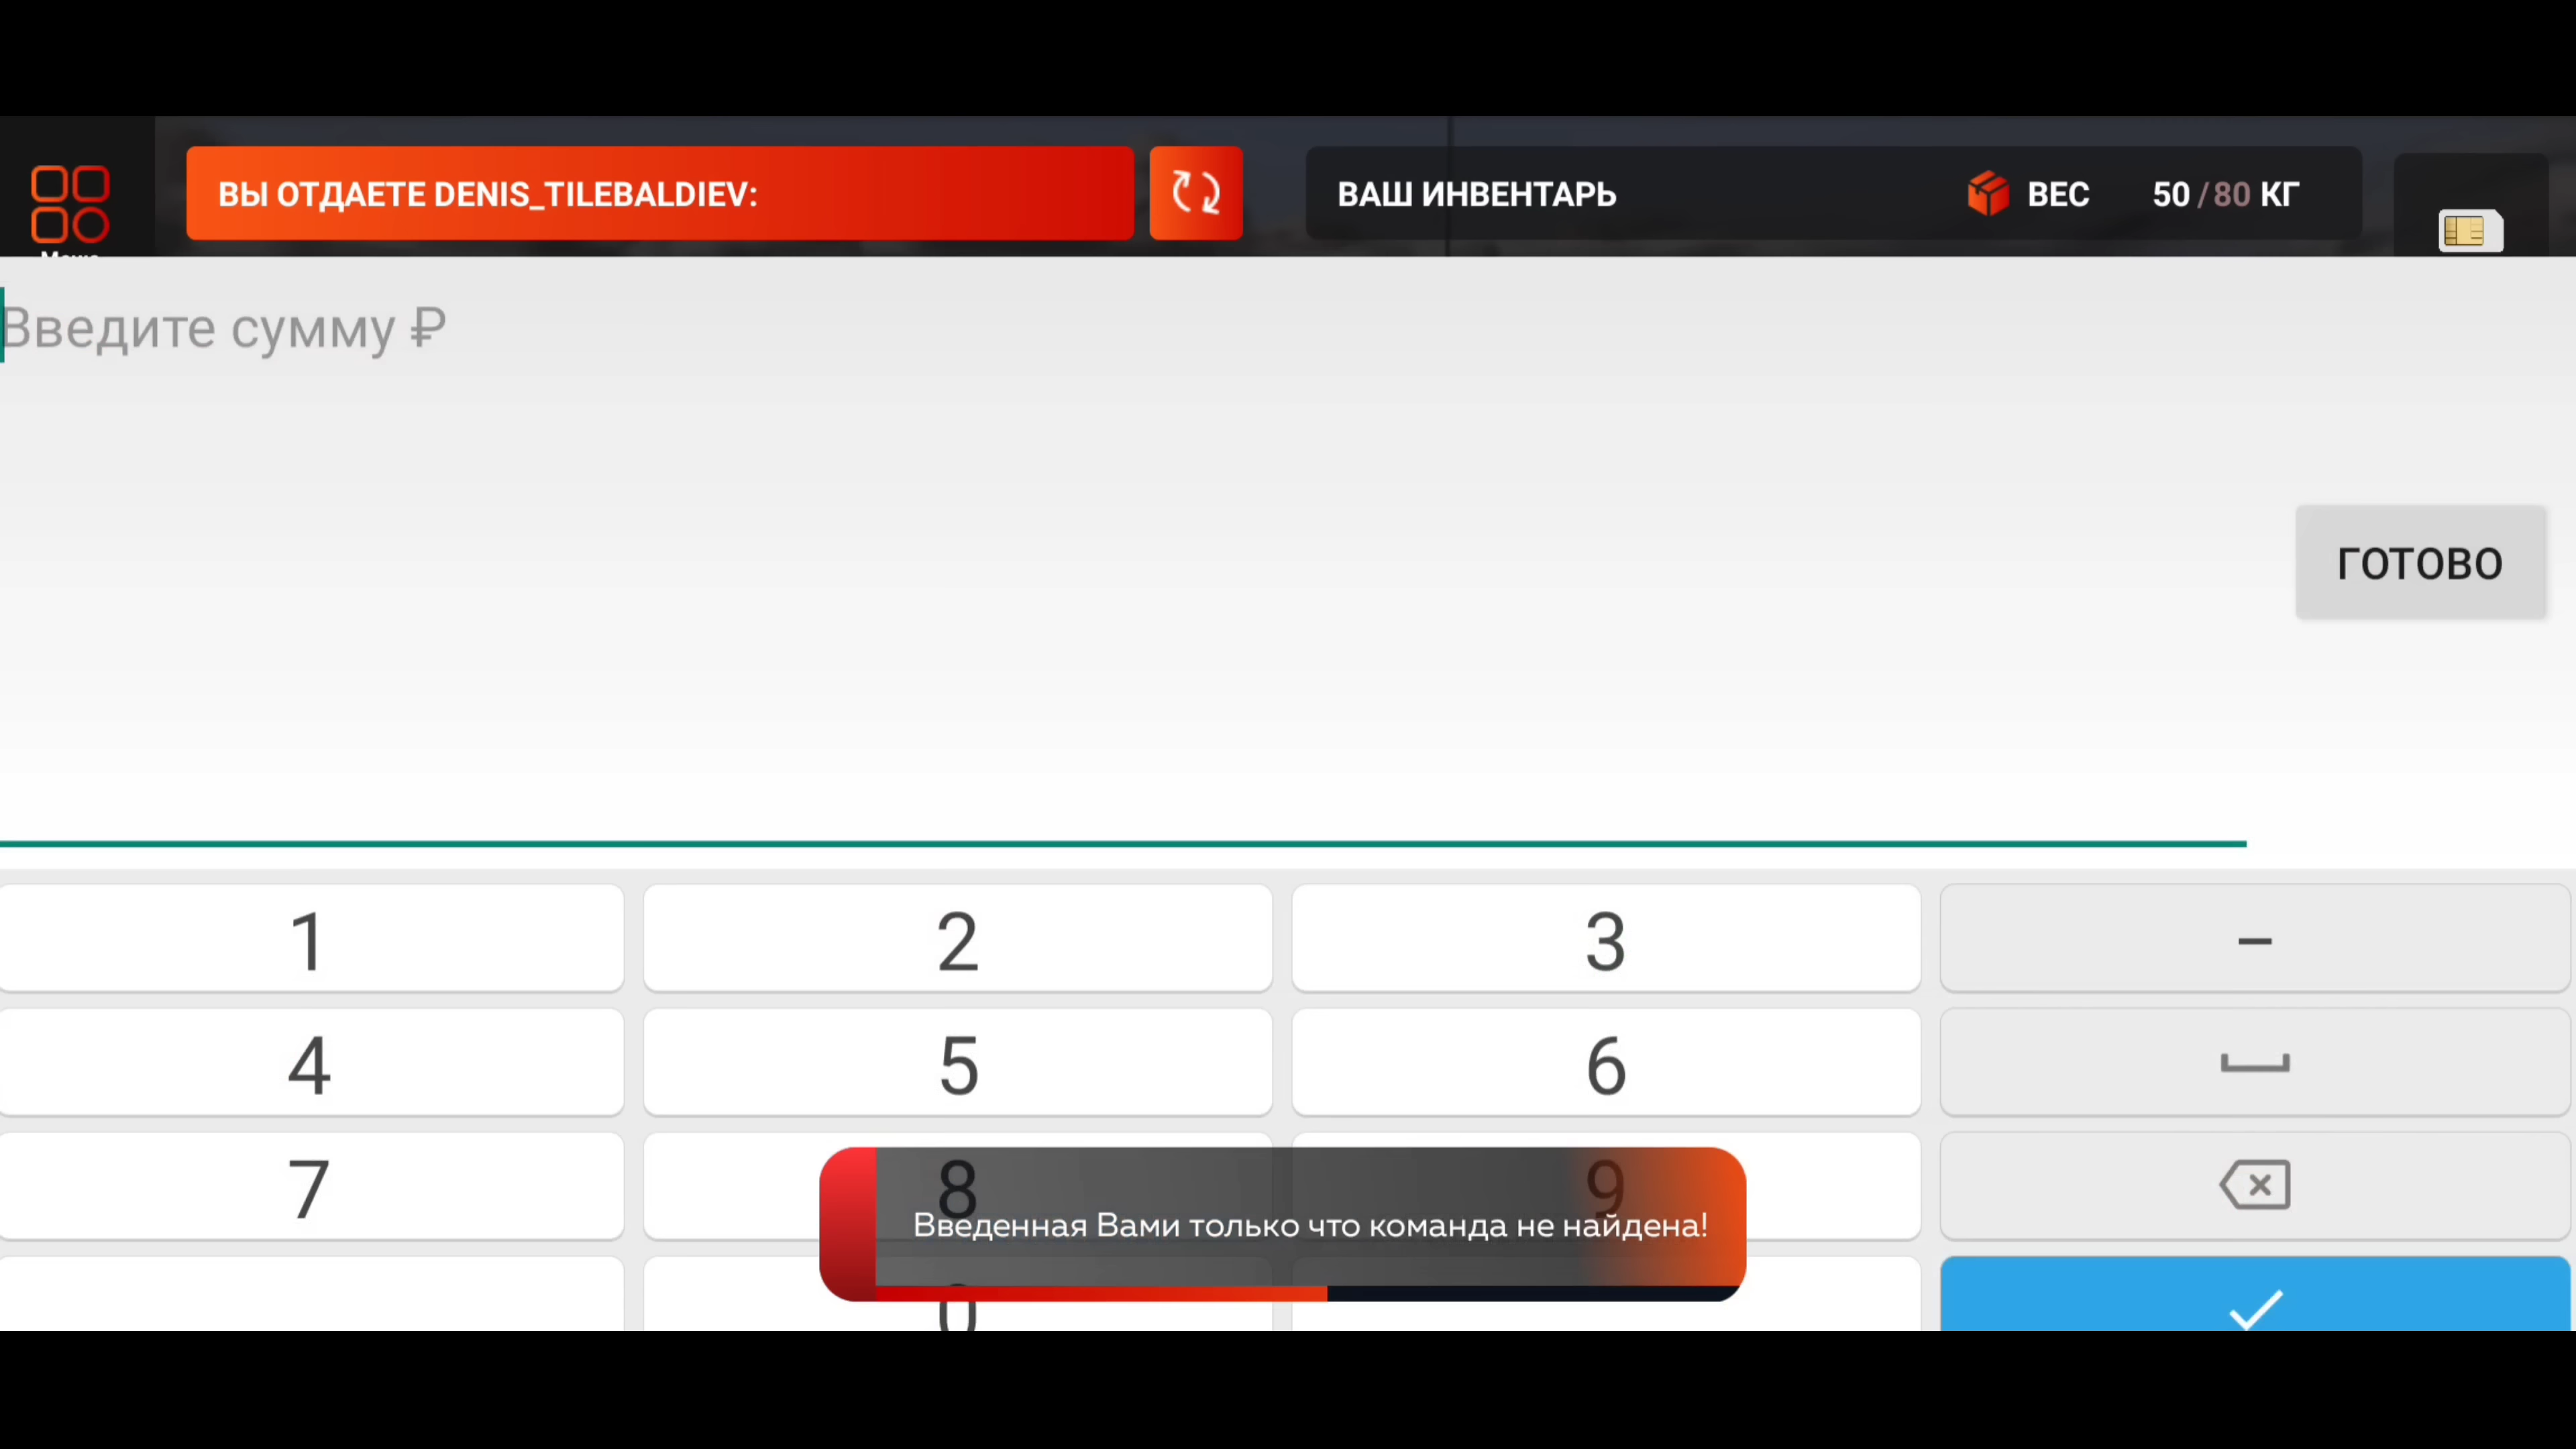 ВЫ ОТДАЕТЕ DENIS_TILEBALDIEV:
ВАШ ИНВЕНТАРЬ
ВЕС 50/80 КГ
Введите сумму ₽
ГОТОВО
1 2 3 –
4 5 6
7 8 9
Введенная Вами только что команда не найдена!
0